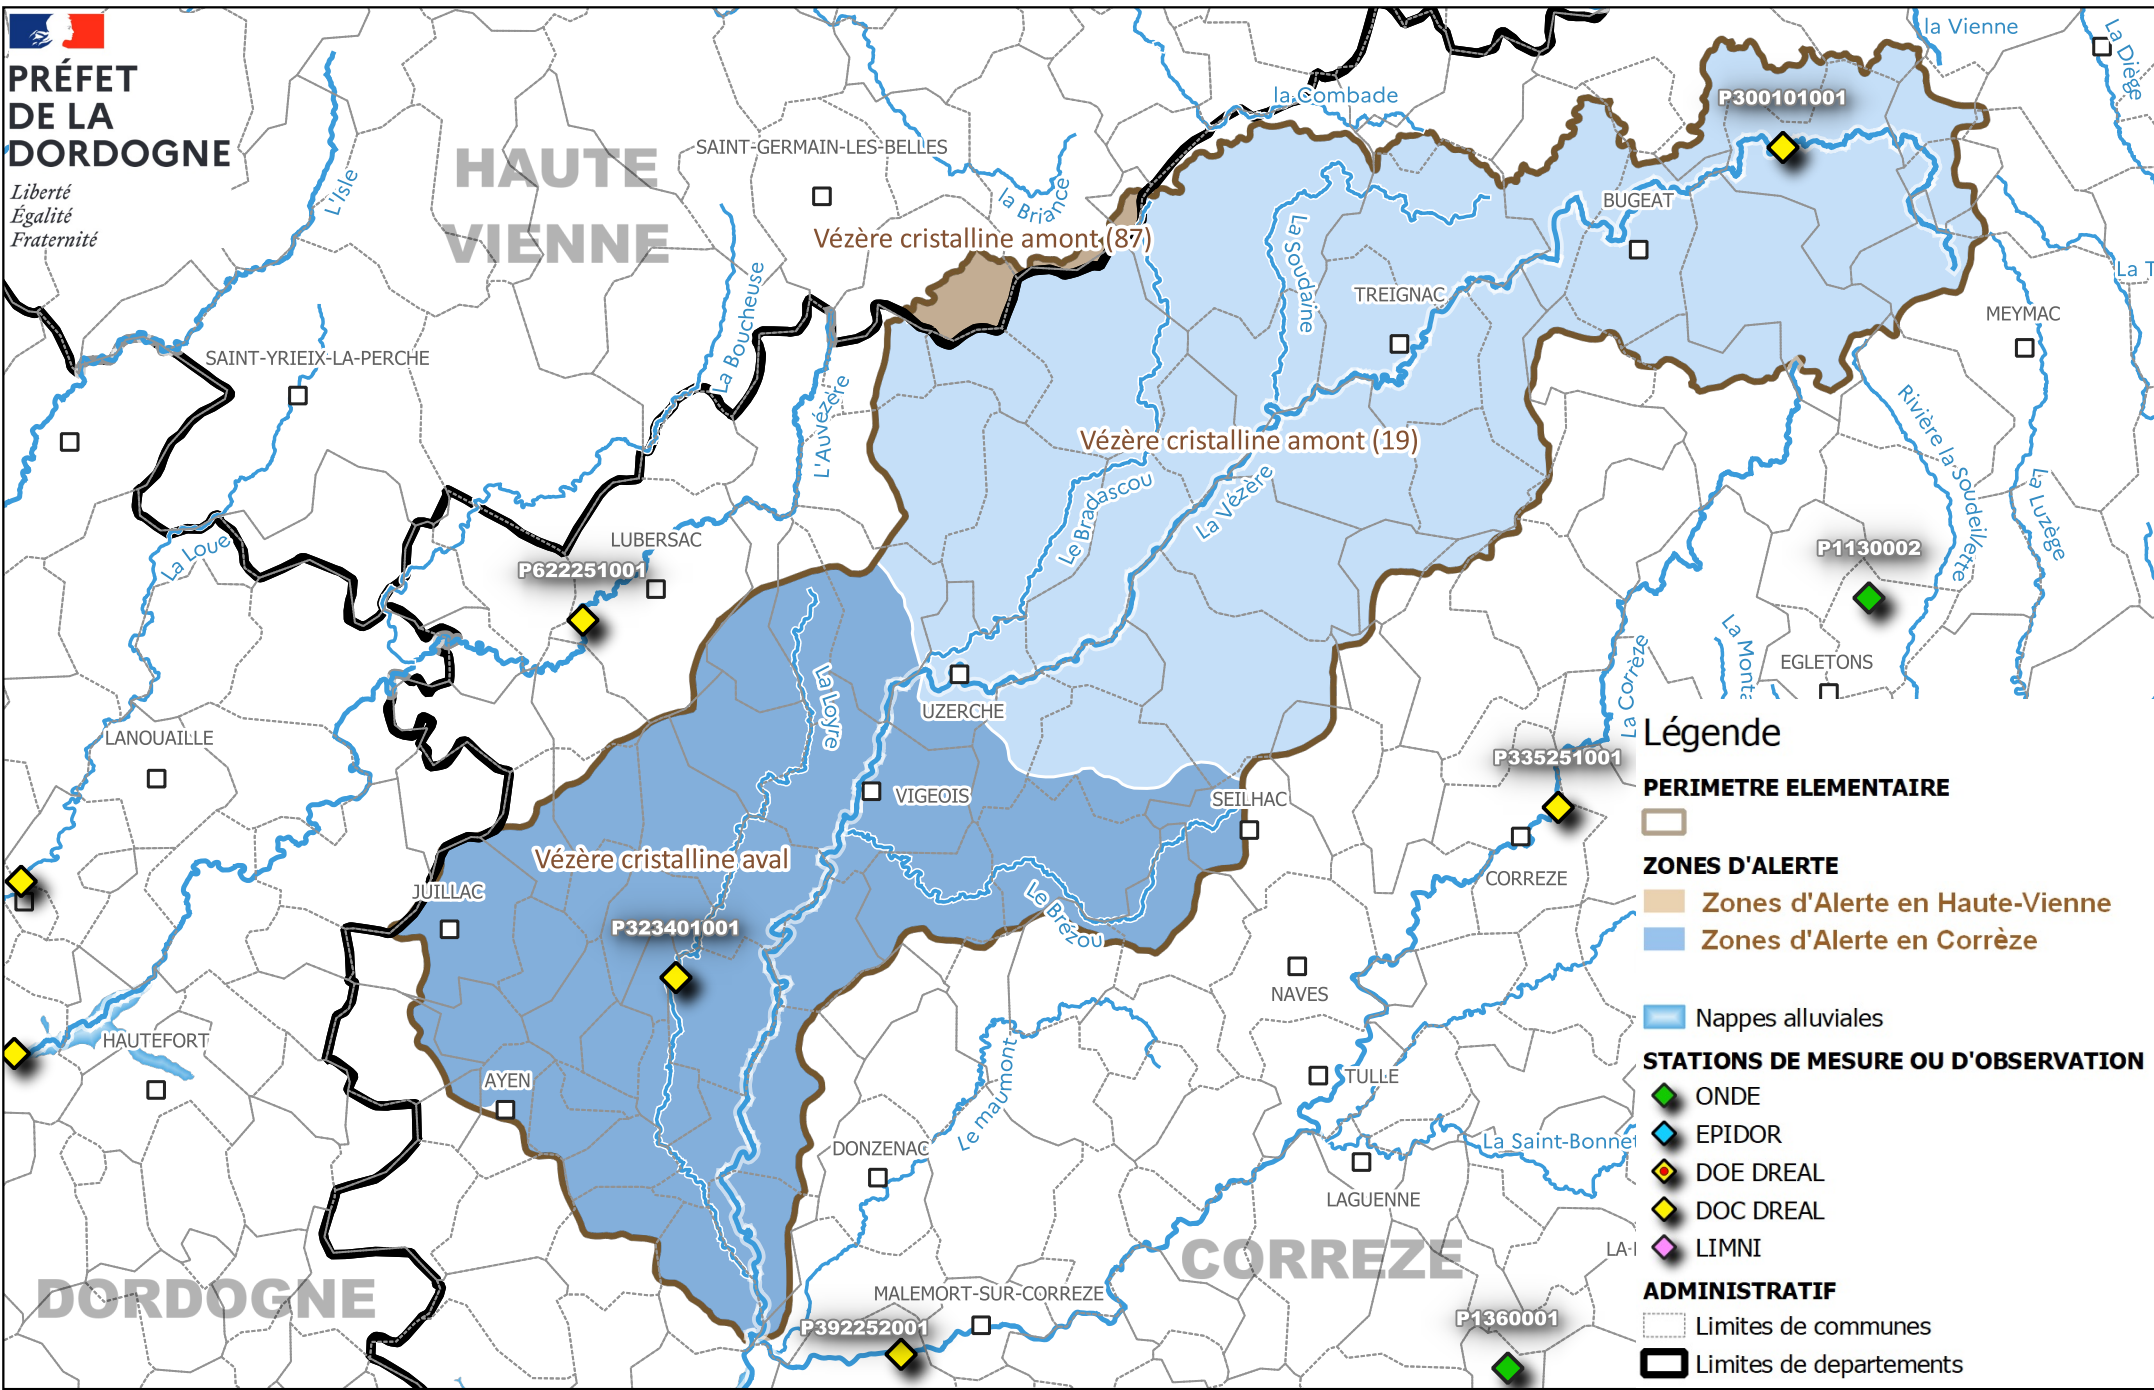 PRÉFET
DE LA
DORDOGNE
Liberté
Égalité
Fraternité
HAUTE
VIENNE
L'Isle
SAINT-GERMAIN-LES-BELLES
la Briance
la Combade
la Vienne
La Diège
P300101001
BUGEAT
Vézère cristalline amont (87)
La Soudaine
TREIGNAC
La T
MEYMAC
La Boucheuse
SAINT-YRIEIX-LA-PERCHE
L'Auvézère
Vézère cristalline amont (19)
Le Bradascou
La Vézère
Rivière la Soudeillette
La Luzège
La Loue
LUBERSAC
P622251001
P1130002
La Corrèze
La Monta
EGLETONS
La Loyre
UZERCHE
LANOUAILLE
VIGEOIS
SEILHAC
P335251001
Vézère cristalline aval
JUILLAC
CORREZE
P323401001
Le Brézou
NAVES
HAUTEFORT
AYEN
Le maumont
TULLE
DONZENAC
La Saint-Bonnet
LAGUENNE
CORREZE
LA-
DORDOGNE
MALEMORT-SUR-CORREZE
P392252001
P1360001
Légende
PERIMETRE ELEMENTAIRE
ZONES D'ALERTE
Zones d'Alerte en Haute-Vienne
Zones d'Alerte en Corrèze
Nappes alluviales
STATIONS DE MESURE OU D'OBSERVATION
ONDE
EPIDOR
DOE DREAL
DOC DREAL
LIMNI
ADMINISTRATIF
Limites de communes
Limites de departements